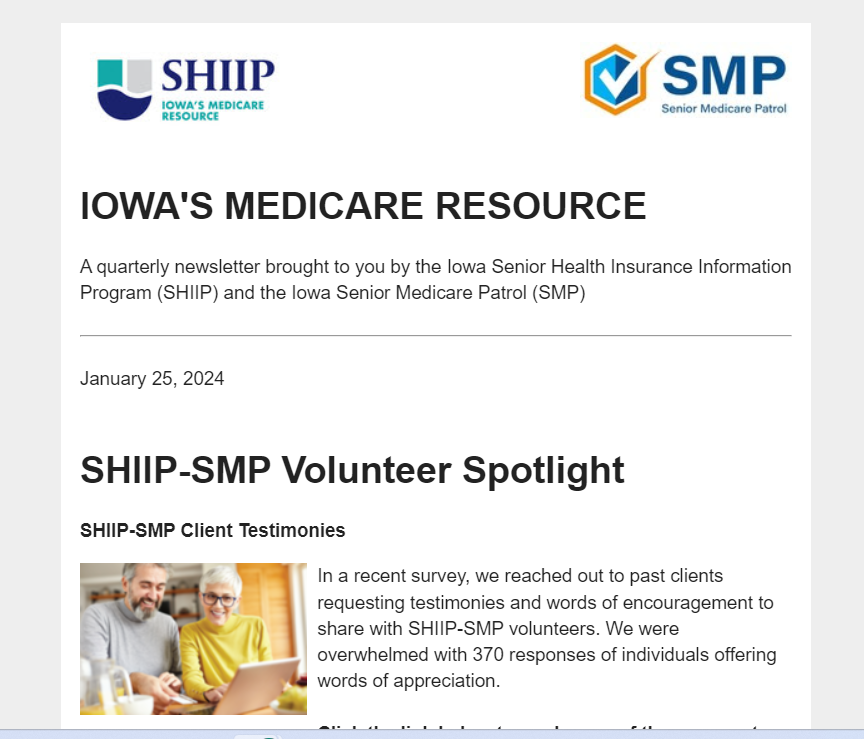 SHIIP
IOWA'S MEDICARE
RESOURCE
SMP
Senior Medicare Patrol
IOWA'S MEDICARE RESOURCE
A quarterly newsletter brought to you by the Iowa Senior Health Insurance Information
Program (SHIIP) and the Iowa Senior Medicare Patrol (SMP)
January 25, 2024
SHIIP-SMP Volunteer Spotlight
SHIIP-SMP Client Testimonies
In a recent survey, we reached out to past clients
requesting testimonies and words of encouragement to
share with SHIIP-SMP volunteers. We were
overwhelmed with 370 responses of individuals offering
words of appreciation.